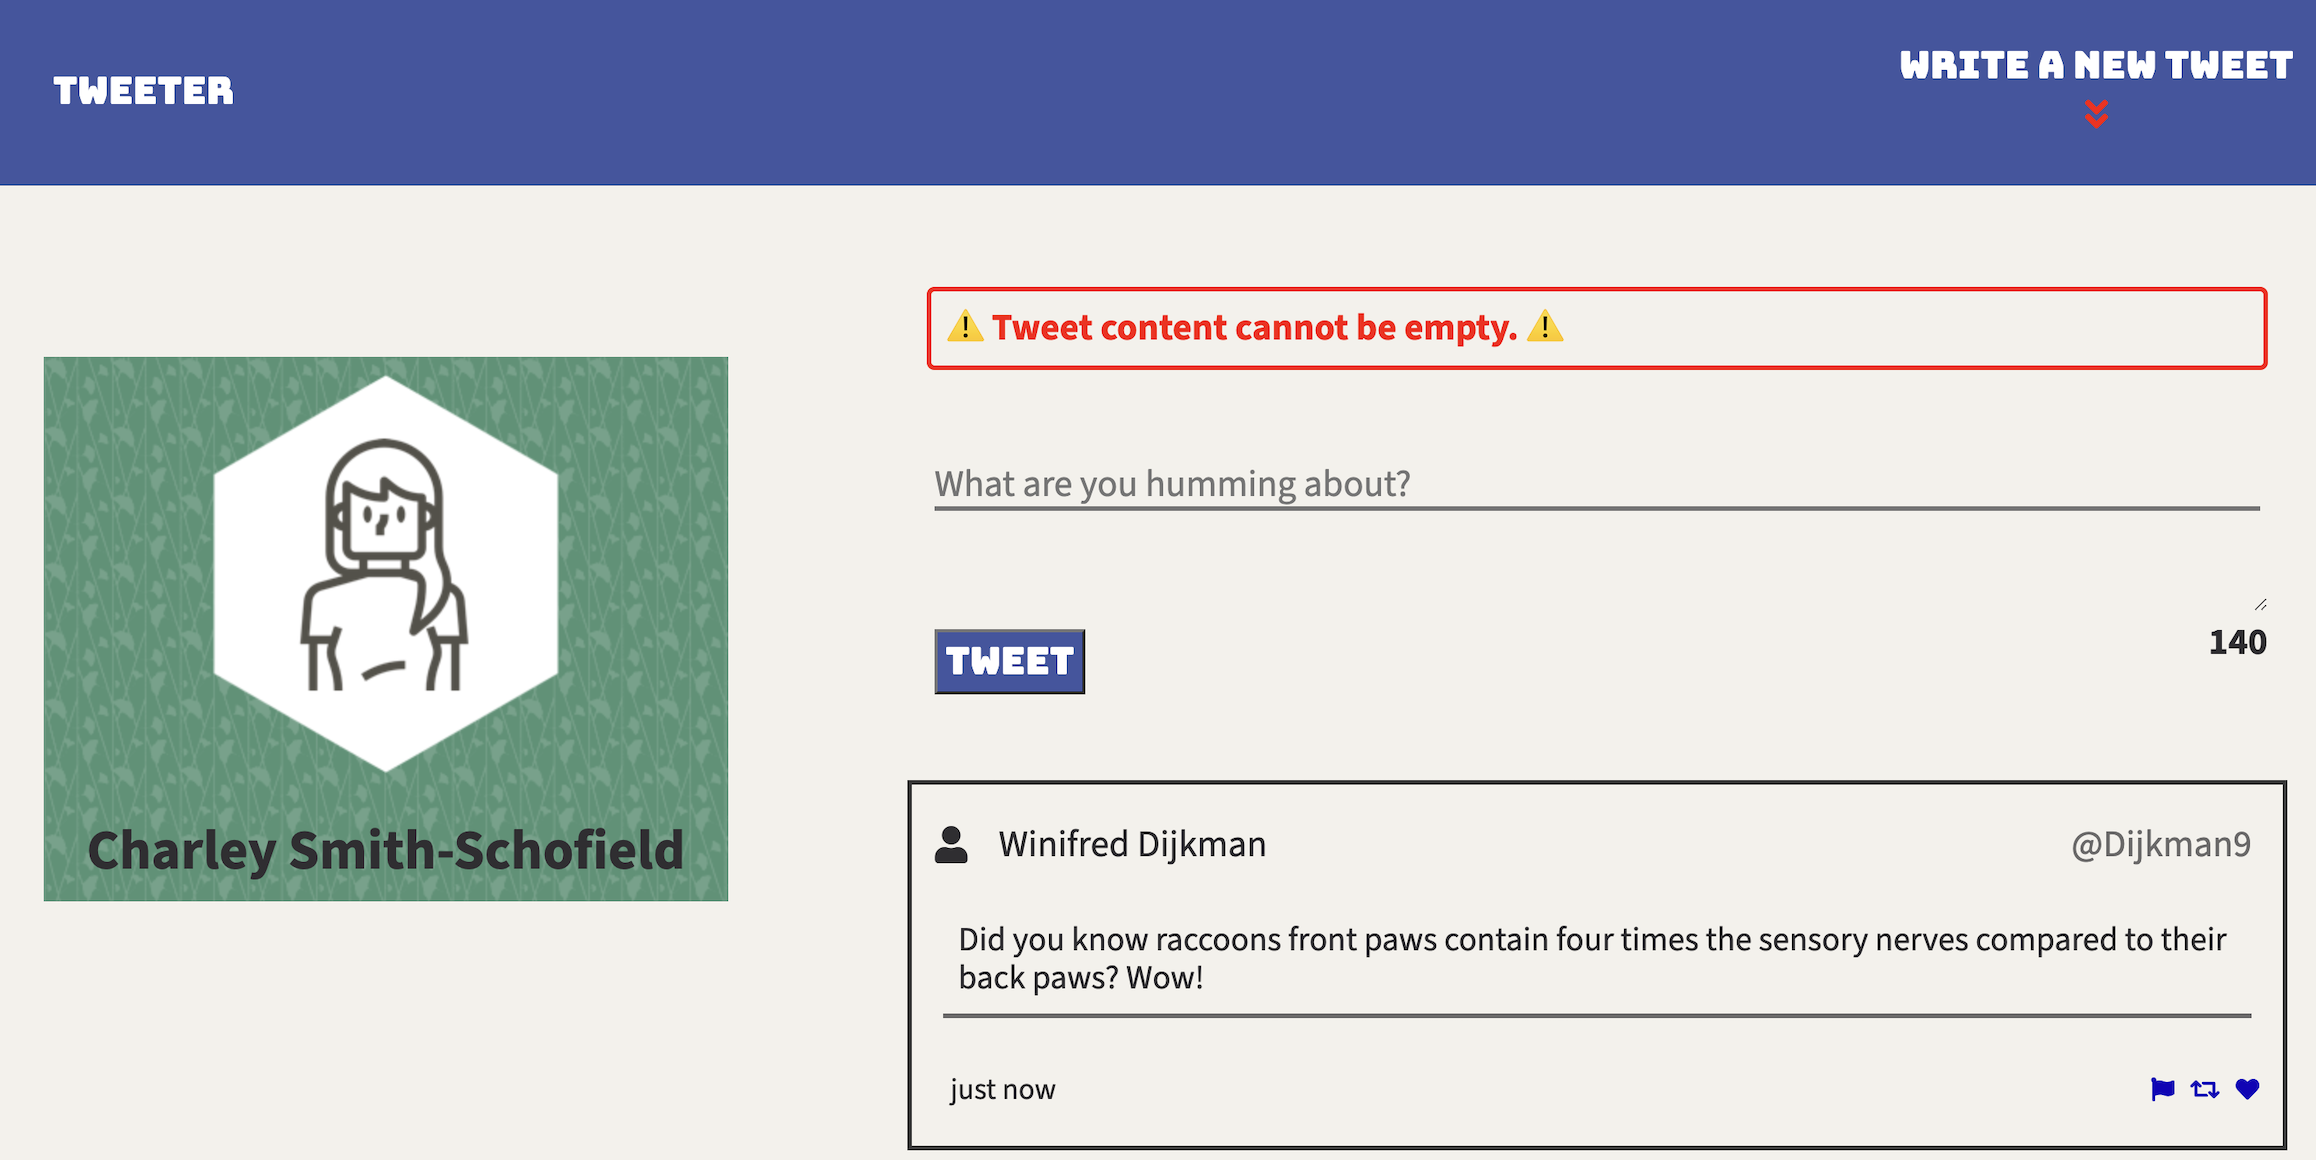 TWEETER
WRITE A NEW TWEET
⚠️ Tweet content cannot be empty. ⚠️
What are you humming about?
TWEET
140
Charley Smith-Schofield
Winifred Dijkman
@Dijkman9
Did you know raccoons front paws contain four times the sensory nerves compared to their
back paws? Wow!
just now